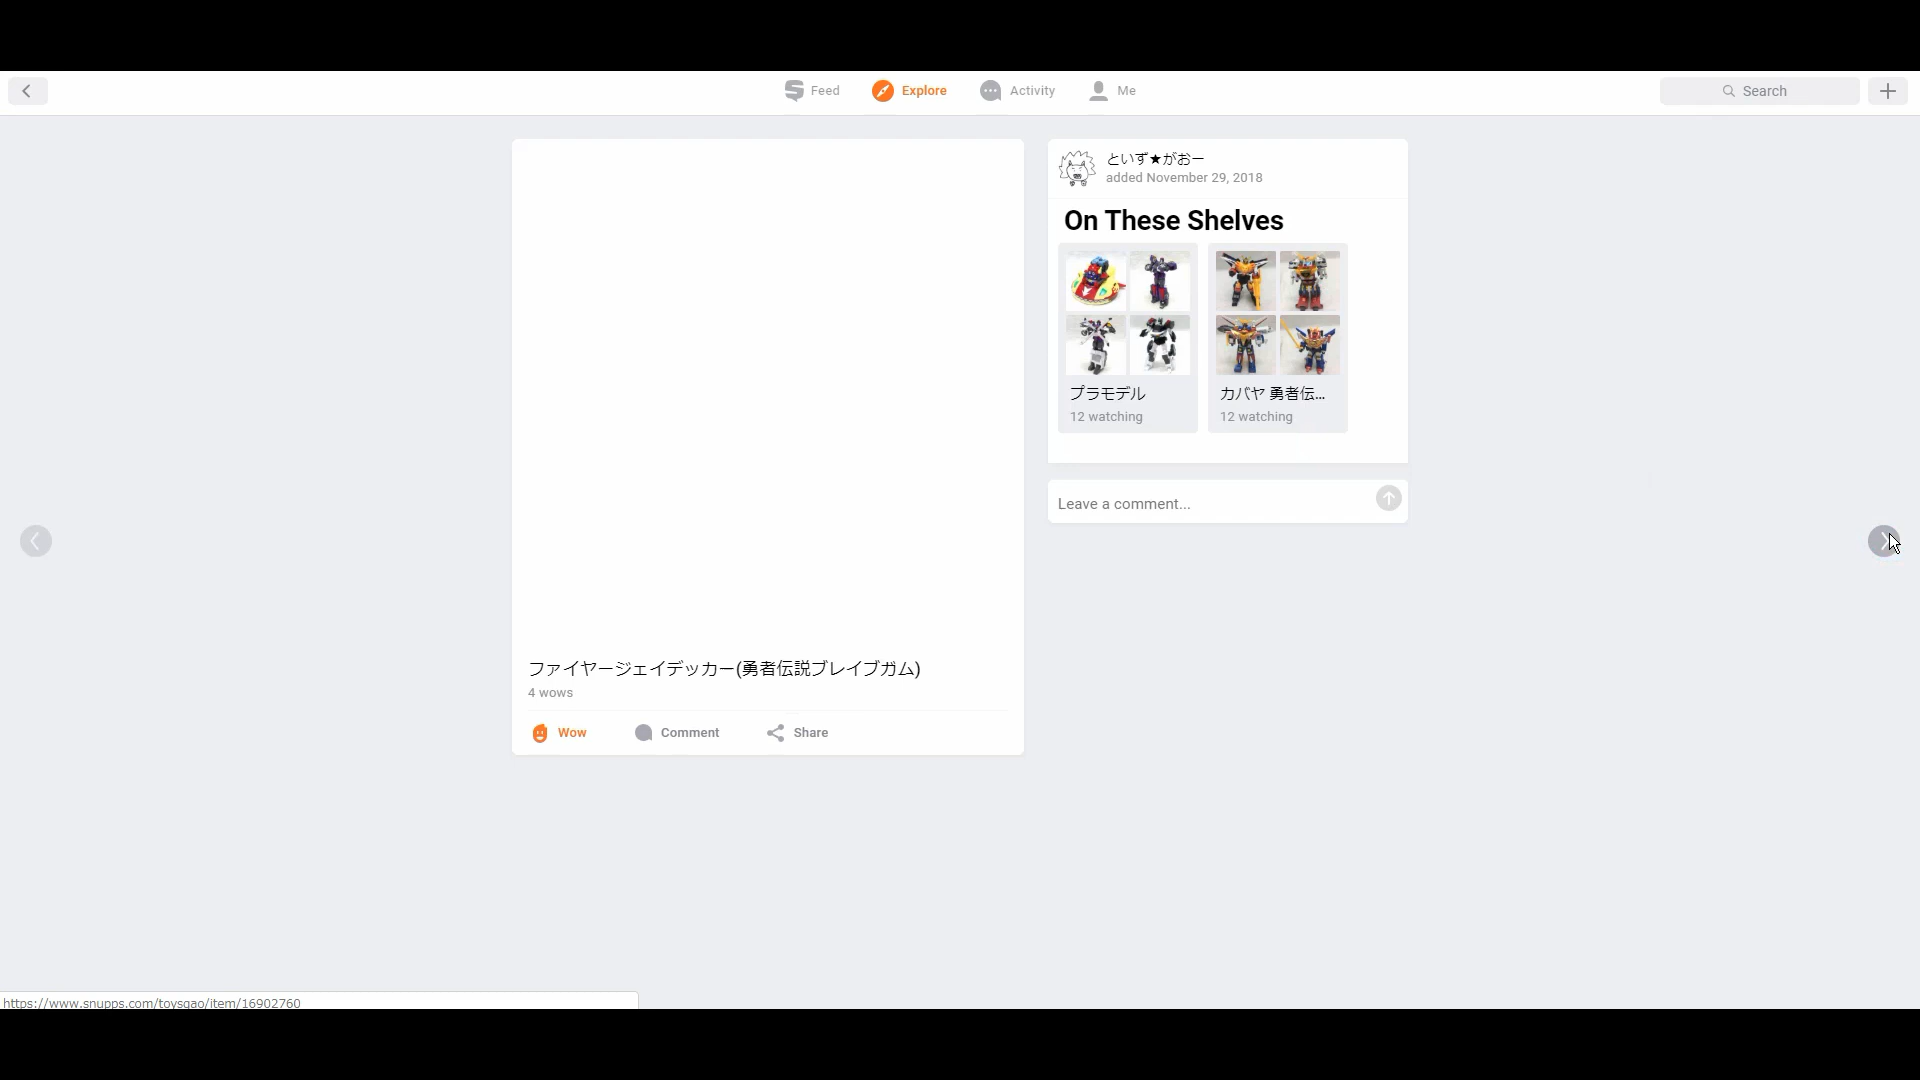 Feed
Explore
Activity
Me
Search
といず★がおー
added November 29, 2018
On These Shelves
プラモデル
12 watching
カバヤ 勇者伝...
12 watching
Leave a comment...
ファイヤージェイデッカー(勇者伝説ブレイブガム)
4 wows
Wow
Comment
Share
https://www.snupps.com/toysgao/item/16902760